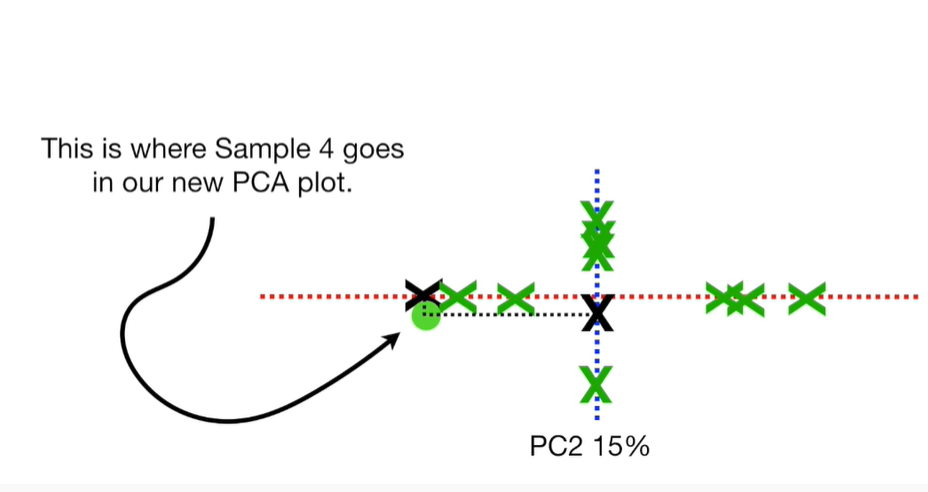 This is where Sample 4 goes
in our new PCA plot.
PC2 15%